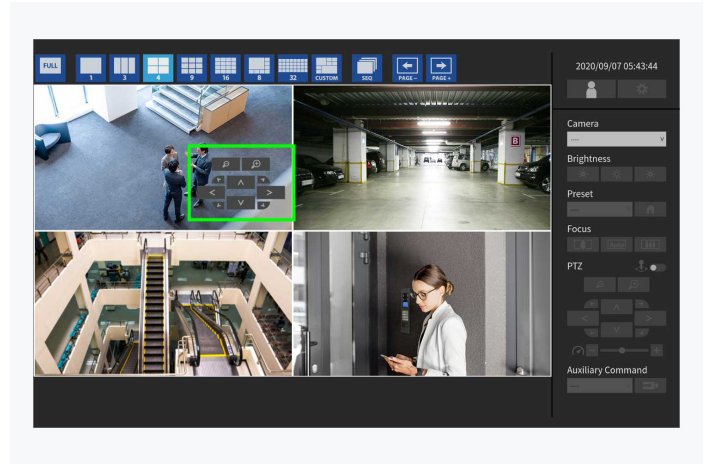 FULL
1
3
4
9
16
8
32
CUSTOM
SEQ
PAGE −
PAGE +
2020/09/07 05:43:44
Camera
----
Brightness
B
Preset
----
Focus
Auto
PTZ
Auxiliary Command
----